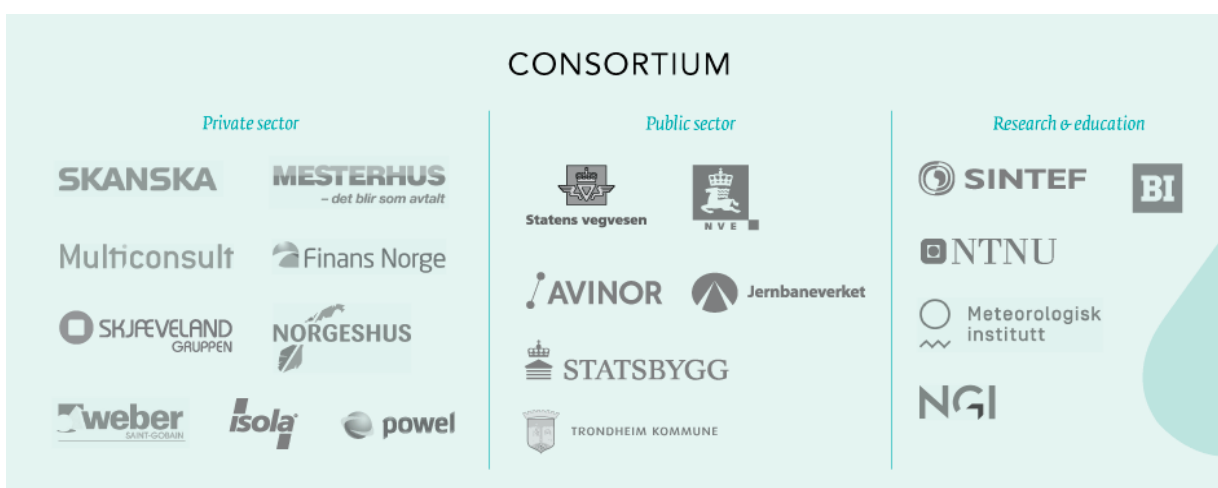 CONSORTIUM
Private sector
SKANSKA
MESTERHUS
– det blir som avtalt
Multiconsult
Finans Norge
SKJÆVELAND
GRUPPEN
NORGESHUS
weber
SAINT-GOBAIN
isola
powel
Public sector
Statens vegvesen
NVE
AVINOR
Jernbaneverket
STATSBYGG
TRONDHEIM KOMMUNE
Research & education
SINTEF
BI
NTNU
Meteorologisk
institutt
NGI